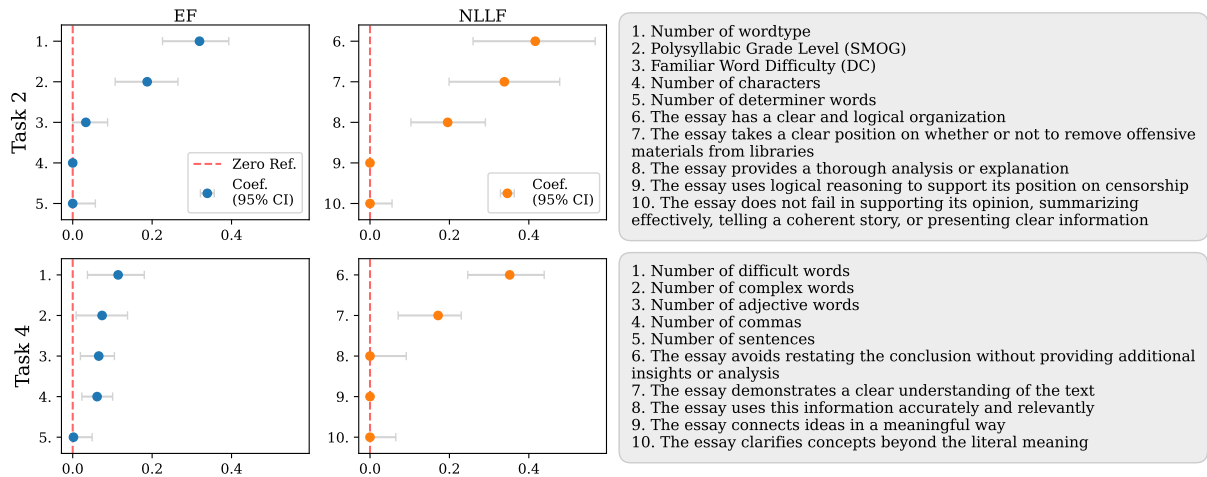 EF
NLLF
Task 2
1.
2.
3.
4.
5.
Zero Ref.
Coef.
(95% CI)
0.0 0.2 0.4
6.
7.
8.
9.
10.
Coef.
(95% CI)
0.0 0.2 0.4
1. Number of wordtype
2. Polysyllabic Grade Level (SMOG)
3. Familiar Word Difficulty (DC)
4. Number of characters
5. Number of determiner words
6. The essay has a clear and logical organization
7. The essay takes a clear position on whether or not to remove offensive
materials from libraries
8. The essay provides a thorough analysis or explanation
9. The essay uses logical reasoning to support its position on censorship
10. The essay does not fail in supporting its opinion, summarizing
effectively, telling a coherent story, or presenting clear information
Task 4
1.
2.
3.
4.
5.
0.0 0.2 0.4
6.
7.
8.
9.
10.
0.0 0.2 0.4
1. Number of difficult words
2. Number of complex words
3. Number of adjective words
4. Number of commas
5. Number of sentences
6. The essay avoids restating the conclusion without providing additional
insights or analysis
7. The essay demonstrates a clear understanding of the text
8. The essay uses this information accurately and relevantly
9. The essay connects ideas in a meaningful way
10. The essay clarifies concepts beyond the literal meaning